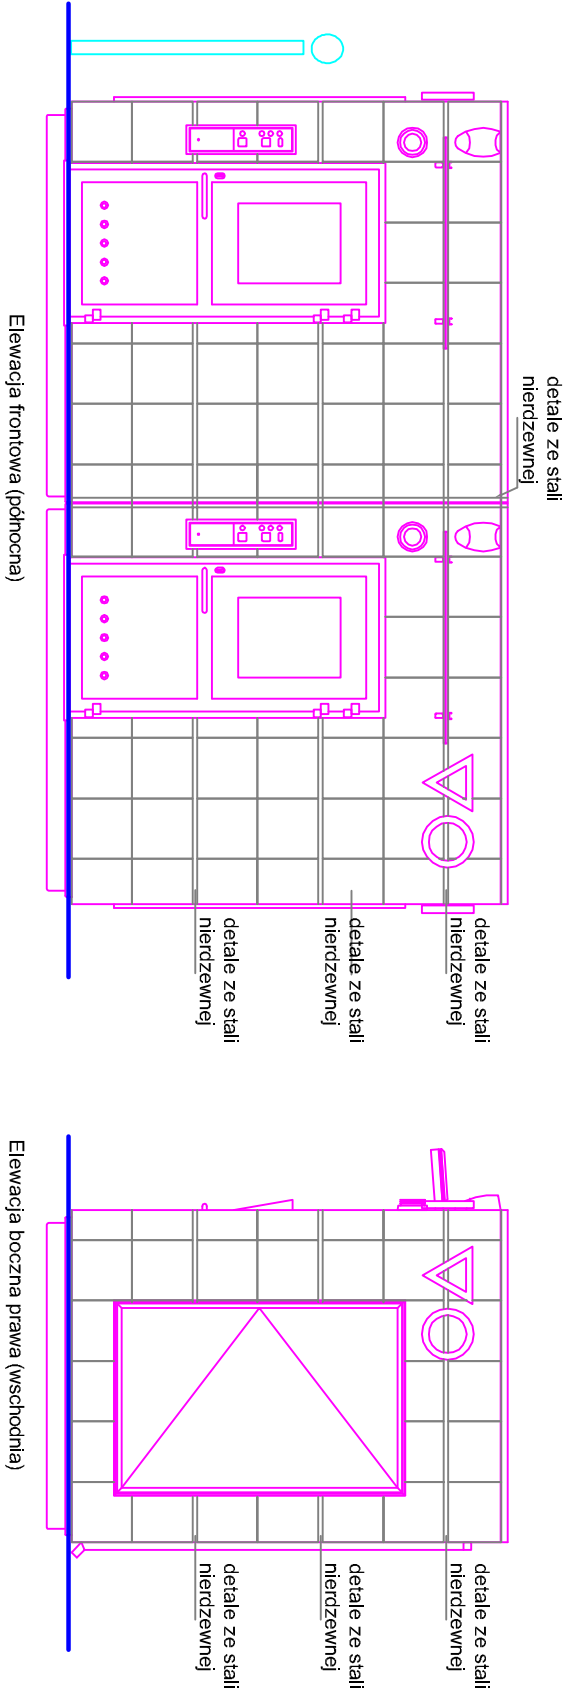 detale ze stali
nierdzewnej
detale ze stali
nierdzewnej
detale ze stali
nierdzewnej
detale ze stali
nierdzewnej
Elewacja frontowa (północna)
detale ze stali
nierdzewnej
detale ze stali
nierdzewnej
detale ze stali
nierdzewnej
Elewacja boczna prawa (wschodnia)